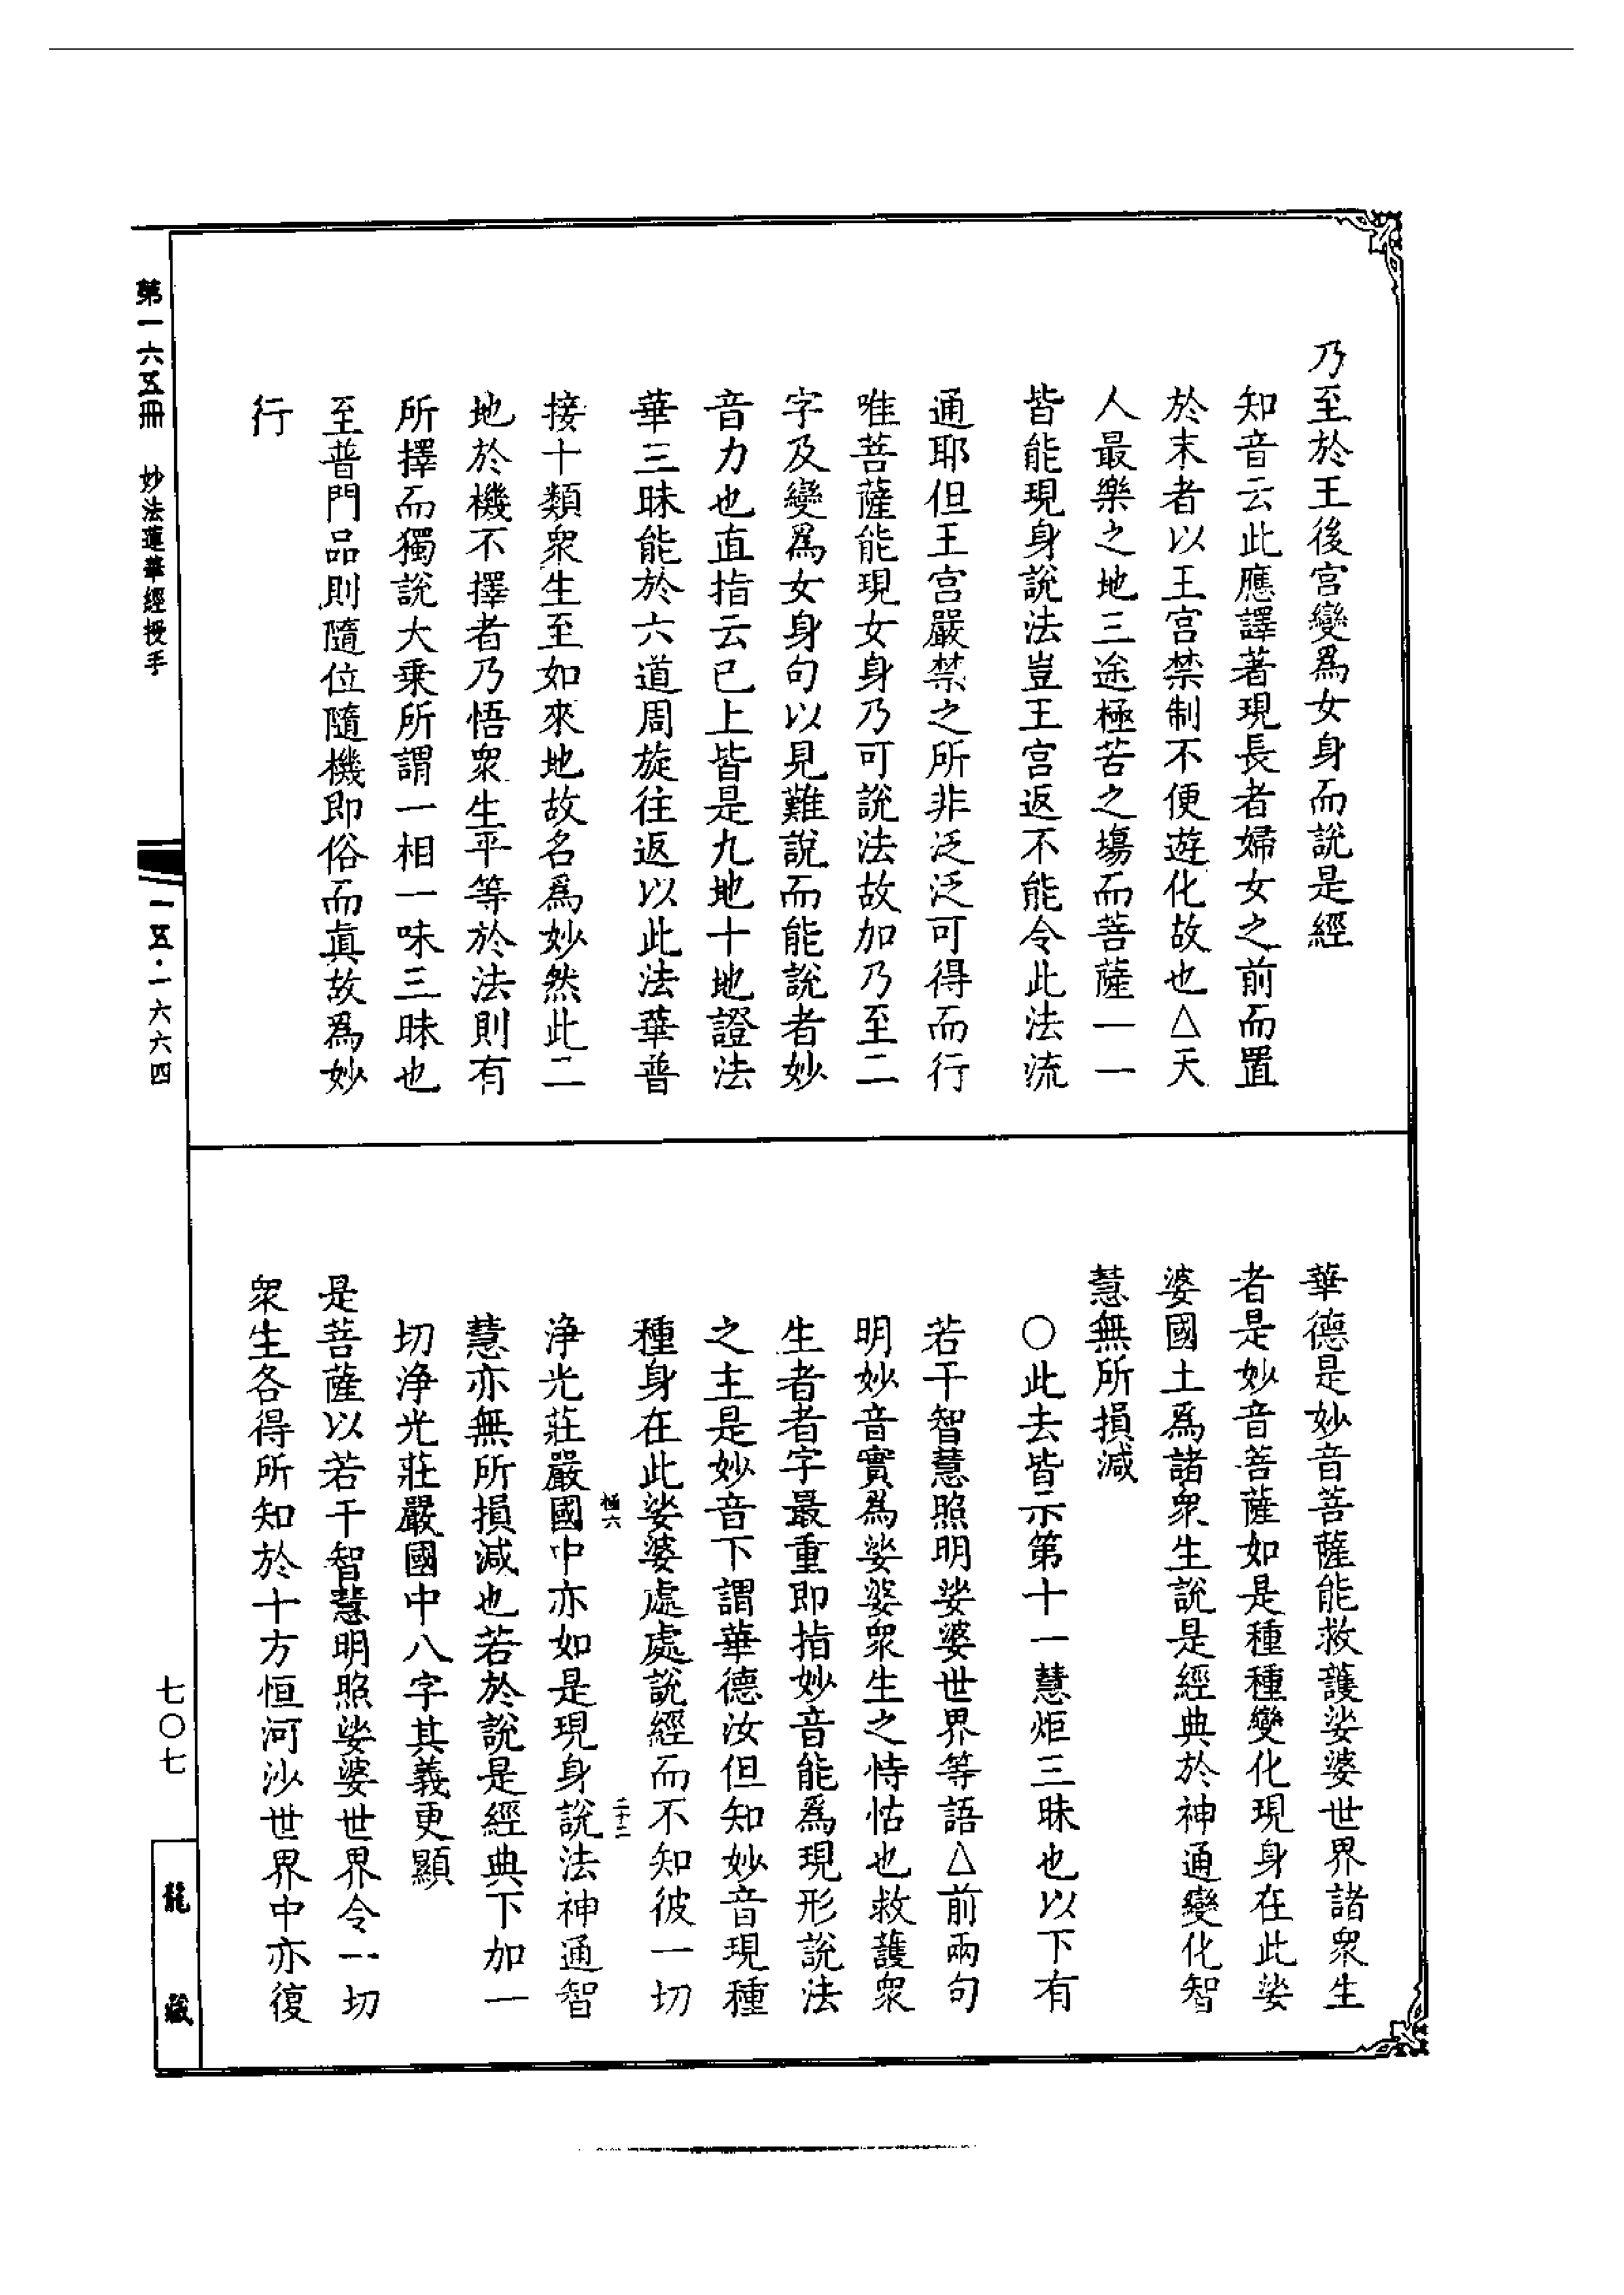 乃至於王後宮變爲女身而說是經
知音云此應譯著現長者婦女之前而置
於末者以王宮禁制不便遊化故也△天
人最樂之地三途極苦之塲而菩薩一一
皆能現身說法豈王宮返不能令此法流
通耶但王宮嚴禁之所非泛泛可得而行
唯菩薩能現女身乃可說法故加乃至二
字及變爲女身句以見難說而能說者妙
音力也直指云已上皆是九地十地證法
華三昧能於六道周旋往返以此法華普
接十類衆生至如來地故名爲妙然此二
地於機不擇者乃悟衆生平等於法則有
所擇而獨說大乗所謂一相一味三昧也
至普門品則隨位隨機即俗而眞故爲妙
行
華德是妙音菩薩能救護娑婆世界諸衆生
者是妙音菩薩如是種種變化現身在此娑
婆國土爲諸衆生說是經典於神通變化智
慧無所損減
○此去皆示第十一慧炬三昧也以下有
若干智慧照明娑婆世界等語△前兩句
明妙音實爲娑婆衆生之恃怙也救護衆
生者者字最重即指妙音能爲現形說法
之主是妙音下謂華德汝但知妙音現種
種身在此娑婆處處說經而不知彼一切
極六
二十二
浄光莊嚴國中亦如是現身說法神通智
慧亦無所損減也若於說是經典下加一
切浄光莊嚴國中八字其義更顯
是菩薩以若干智慧明照娑婆世界令一切
衆生各得所知於十方恒河沙世界中亦復
第一六五冊
妙法蓮華經授手
一五·一六六四
七〇七
龍藏